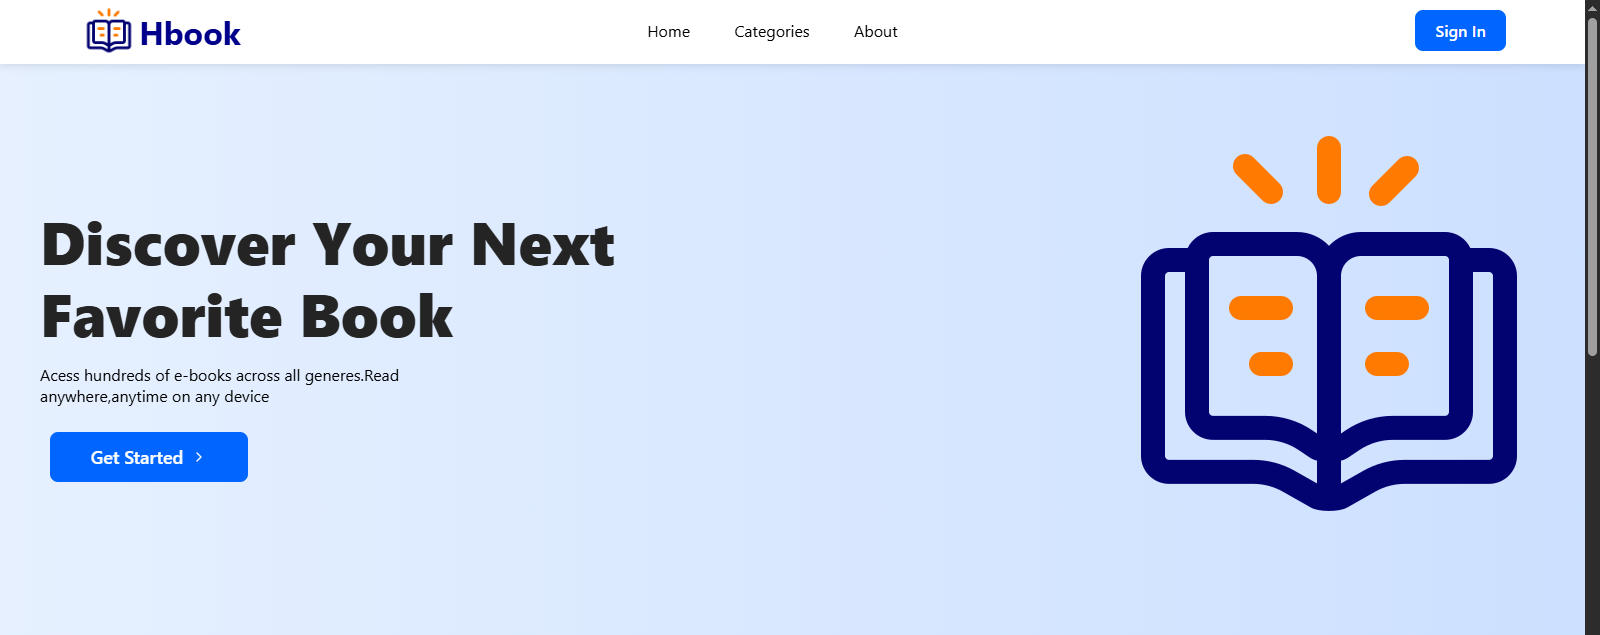 Hbook
Home
Categories
About
Sign In
Discover Your Next
Favorite Book
Acess hundreds of e-books across all generes.Read
anywhere,anytime on any device
Get Started